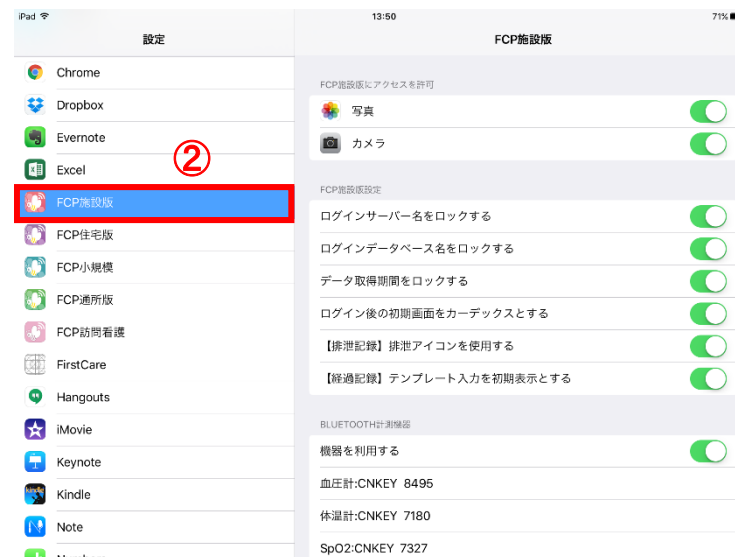 iPad 13:50 71%
設定
Chrome
Dropbox
Evernote
②
Excel
FCP施設版
FCP住宅版
FCP小規模
FCP通所版
FCP訪問看護
FirstCare
Hangouts
iMovie
Keynote
Kindle
Note
FCP施設版
FCP施設版にアクセスを許可
写真
カメラ
FCP施設版設定
ログインサーバー名をロックする
ログインデータベース名をロックする
データ取得期間をロックする
ログイン後の初期画面をカーデックスとする
【排泄記録】排泄アイコンを使用する
【経過記録】テンプレート入力を初期表示とする
BLUETOOTH計測機器
機器を利用する
血圧計:CNKEY 8495
体温計:CNKEY 7180
SpO2:CNKEY 7327